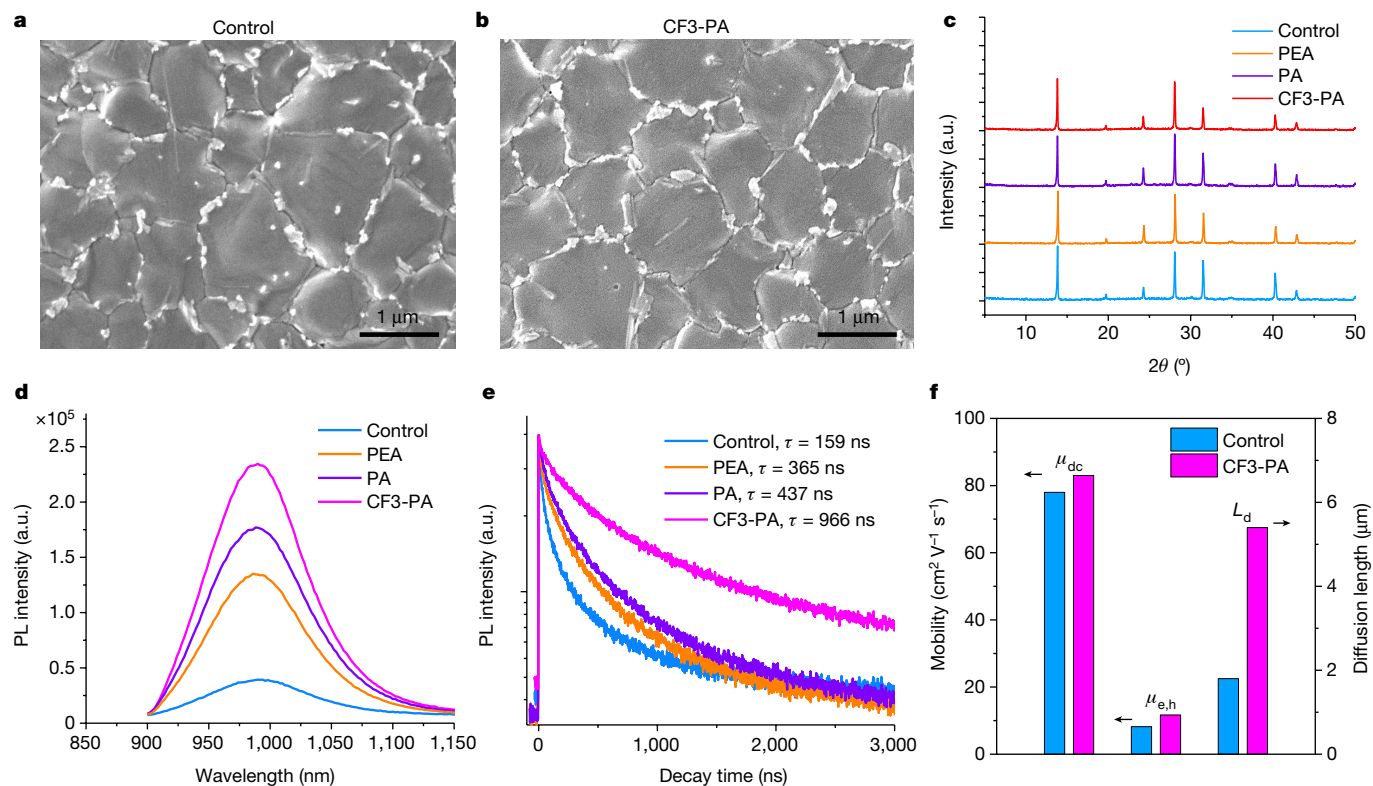 a
Control
1 μm
b
CF3-PA
1 μm
c
Control
PEA
PA
CF3-PA
Intensity (a.u.)
10 20 30 40 50
2θ (º)
d
×10⁵
2.5
2.0
1.5
1.0
0.5
0
PL intensity (a.u.)
Control
PEA
PA
CF3-PA
850 900 950 1,000 1,050 1,100 1,150
Wavelength (nm)
e
PL intensity (a.u.)
Control, τ = 159 ns
PEA, τ = 365 ns
PA, τ = 437 ns
CF3-PA, τ = 966 ns
0 1,000 2,000 3,000
Decay time (ns)
f
100
80
60
40
20
0
Mobility (cm² V⁻¹ s⁻¹)
Control
CF3-PA
μdc
μe,h
Ld
8
6
4
2
0
Diffusion length (μm)